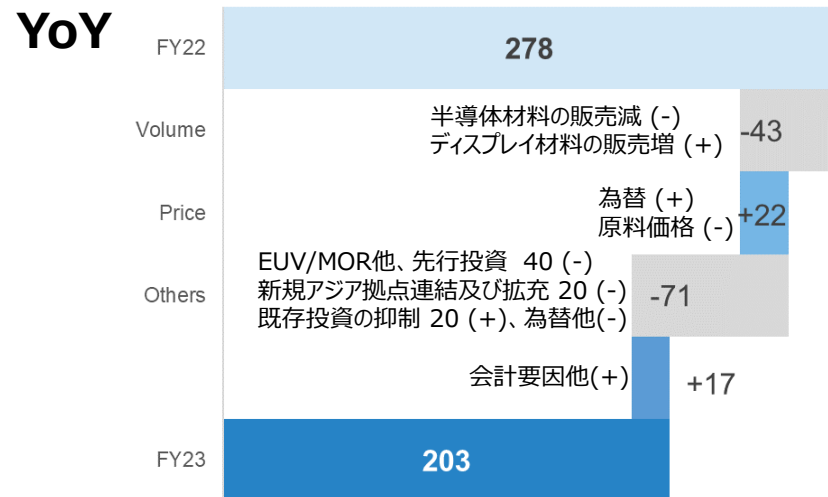 YoY
FY22
278
Volume
半導体材料の販売減 (-)
ディスプレイ材料の販売増 (+)
-43
Price
為替 (+)
原料価格 (-)
+22
Others
EUV/MOR他、先行投資 40 (-)
新規アジア拠点連結及び拡充 20 (-)
既存投資の抑制 20 (+)、為替他(-)
-71
会計要因他(+)
+17
FY23
203